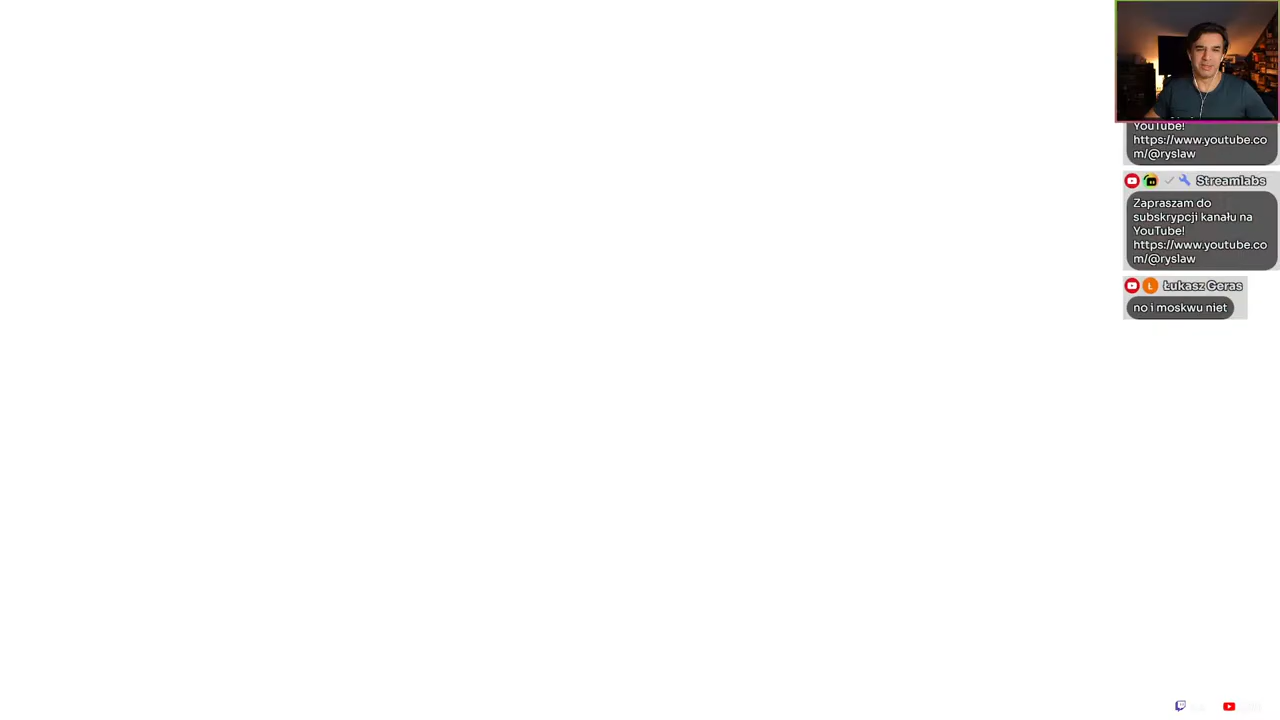 YouTube!
https://www.youtube.co
m/@ryslaw
Streamlabs
Zapraszam do
subskrypcji kanału na
YouTube!
https://www.youtube.co
m/@ryslaw
Łukasz Geras
no i moskwu niet